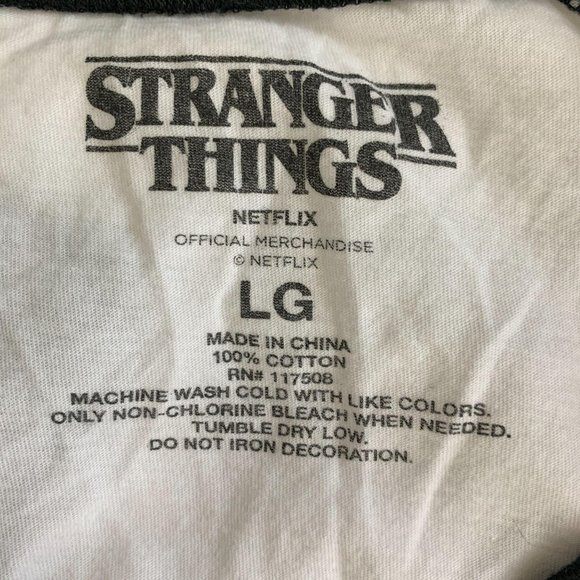 STRANGER
THINGS
NETFLIX
OFFICIAL MERCHANDISE
© NETFLIX
LG
MADE IN CHINA
100% COTTON
RN# 117508
MACHINE WASH COLD WITH LIKE COLORS.
ONLY NON-CHLORINE BLEACH WHEN NEEDED.
TUMBLE DRY LOW.
DO NOT IRON DECORATION.